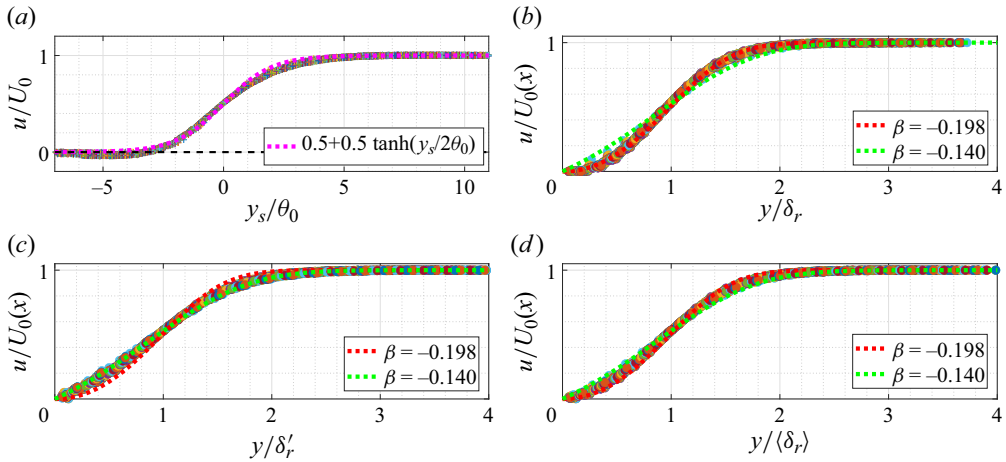 (a)
1
u/U₀
0
0.5+0.5 tanh(yₛ/2θ₀)
–5 0 5 10
yₛ/θ₀
(b)
1
u/U₀(x)
β = –0.198
β = –0.140
0 1 2 3 4
y/δᵣ
(c)
1
u/U₀(x)
β = –0.198
β = –0.140
0 1 2 3 4
y/δ′ᵣ
(d)
1
u/U₀(x)
β = –0.198
β = –0.140
0 1 2 3 4
y/⟨δᵣ⟩